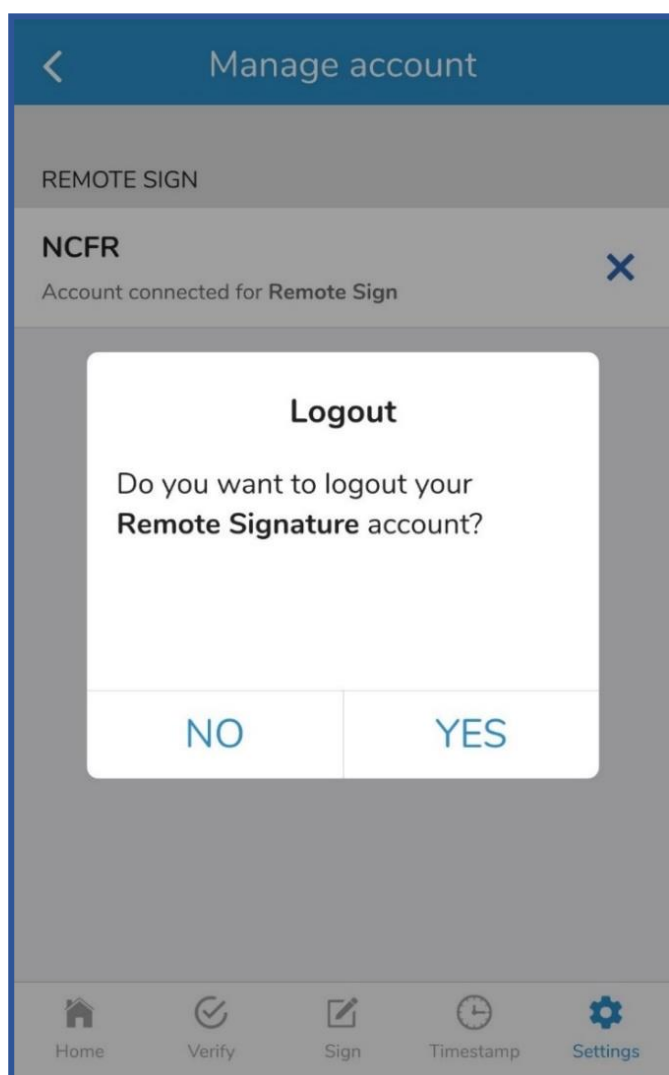 Manage account
REMOTE SIGN
NCFR
Account connected for Remote Sign
Logout
Do you want to logout your
Remote Signature account?
NO YES
Home Verify Sign Timestamp Settings